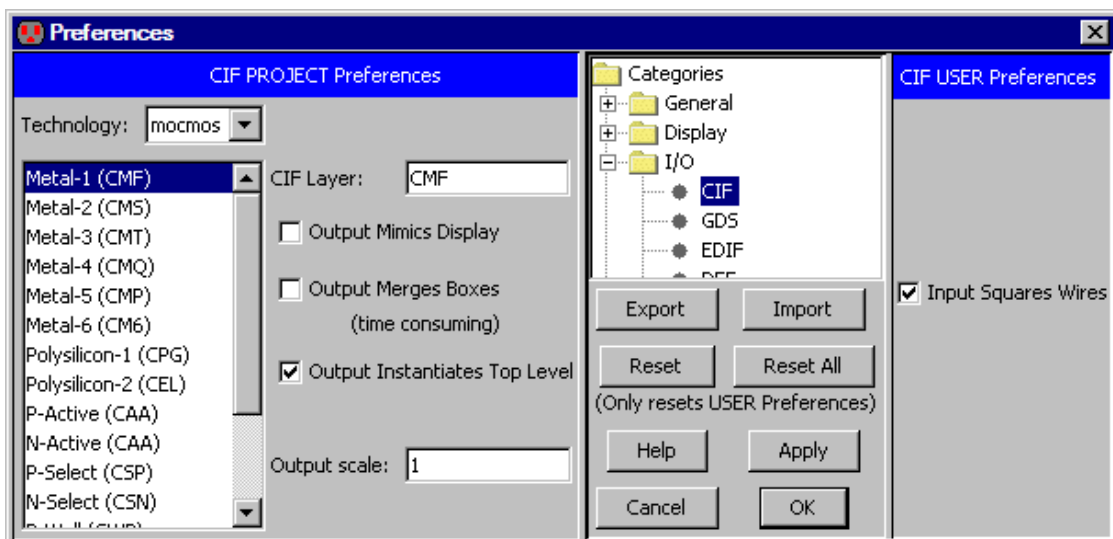 Preferences
CIF PROJECT Preferences
Technology: mocmos
Metal-1 (CMF)
Metal-2 (CMS)
Metal-3 (CMT)
Metal-4 (CMQ)
Metal-5 (CMP)
Metal-6 (CM6)
Polysilicon-1 (CPG)
Polysilicon-2 (CEL)
P-Active (CAA)
N-Active (CAA)
P-Select (CSP)
N-Select (CSN)
CIF Layer: CMF
Output Mimics Display
Output Merges Boxes
(time consuming)
Output Instantiates Top Level
Output scale: 1
Categories
General
Display
I/O
CIF
GDS
EDIF
Export Import
Reset Reset All
(Only resets USER Preferences)
Help Apply
Cancel OK
CIF USER Preferences
Input Squares Wires